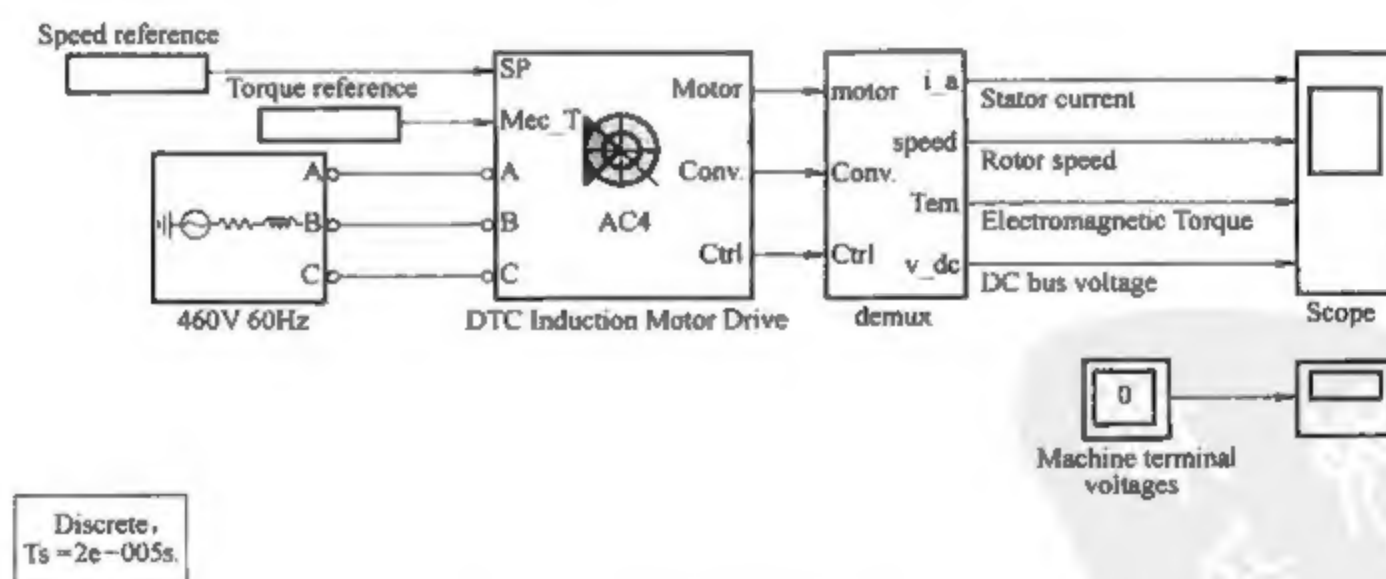 Speed reference
Torque reference
SP
Mec_T
A
B
C
A
B
C
AC4
Motor
Conv.
Ctrl
motor
Conv.
Ctrl
i_a
speed
Tem
v_dc
Stator current
Rotor speed
Electromagnetic Torque
DC bus voltage
Scope
460V 60Hz
DTC Induction Motor Drive
demux
0
Machine terminal
voltages
Discrete,
Ts=2e-005s.